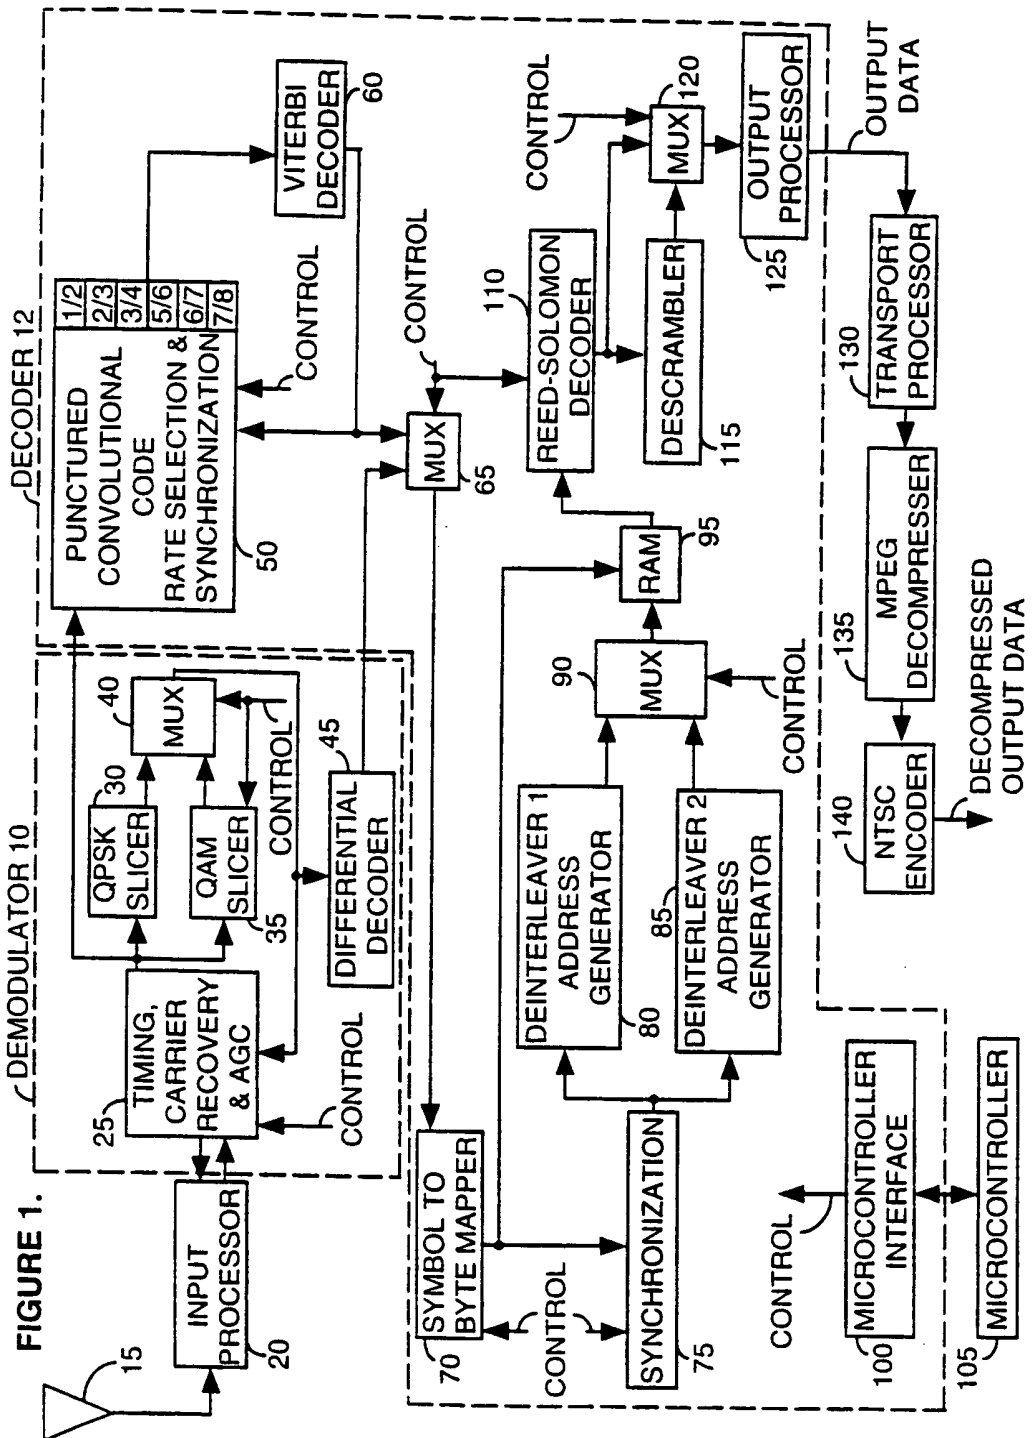 FIGURE 1.
15
INPUT
PROCESSOR
20
DEMODULATOR 10
25
TIMING,
CARRIER
RECOVERY
& AGC
CONTROL
QPSK
SLICER
30
QAM
SLICER
35
40
MUX
CONTROL
DIFFERENTIAL
DECODER
45
DECODER 12
PUNCTURED
CONVOLUTIONAL
CODE
RATE SELECTION &
SYNCHRONIZATION
1/2
2/3
3/4
5/6
6/7
7/8
50
CONTROL
VITERBI
DECODER
60
CONTROL
MUX
65
SYMBOL TO
BYTE MAPPER
70
CONTROL
SYNCHRONIZATION
75
DEINTERLEAVER 1
ADDRESS
GENERATOR
80
DEINTERLEAVER 2
ADDRESS
GENERATOR
85
90
MUX
CONTROL
RAM
95
110
REED-SOLOMON
DECODER
DESCRAMBLER
115
CONTROL
MUX
120
OUTPUT
PROCESSOR
125
OUTPUT
DATA
130
TRANSPORT
PROCESSOR
135
MPEG
DECOMPRESSER
140
NTSC
ENCODER
DECOMPRESSED
OUTPUT DATA
CONTROL
MICROCONTROLLER
INTERFACE
100
MICROCONTROLLER
105